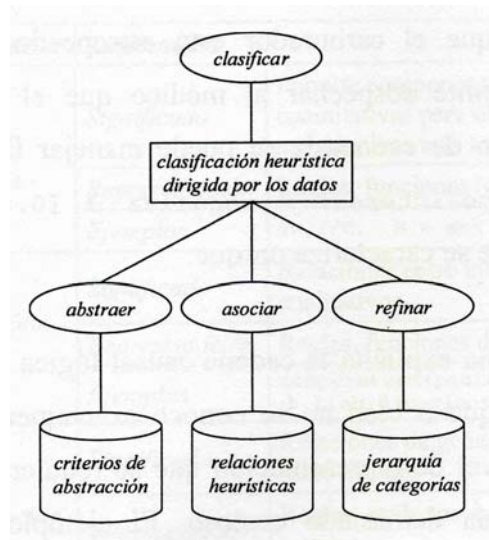 clasificar
clasificación heurística
dirigida por los datos
abstraer
asociar
refinar
criterios de
abstracción
relaciones
heurísticas
jerarquía
de categorías